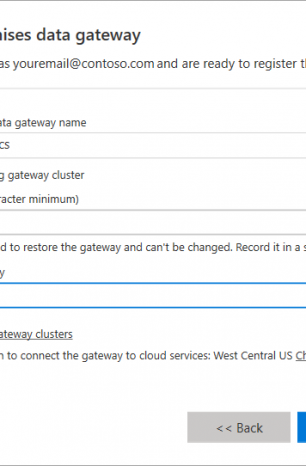 ises data gateway
as youremail@contoso.com and are ready to register th
ata gateway name
cs
g gateway cluster
racter minimum)
d to restore the gateway and can't be changed. Record it in a s
y
ateway clusters
n to connect the gateway to cloud services: West Central US Ch
<< Back